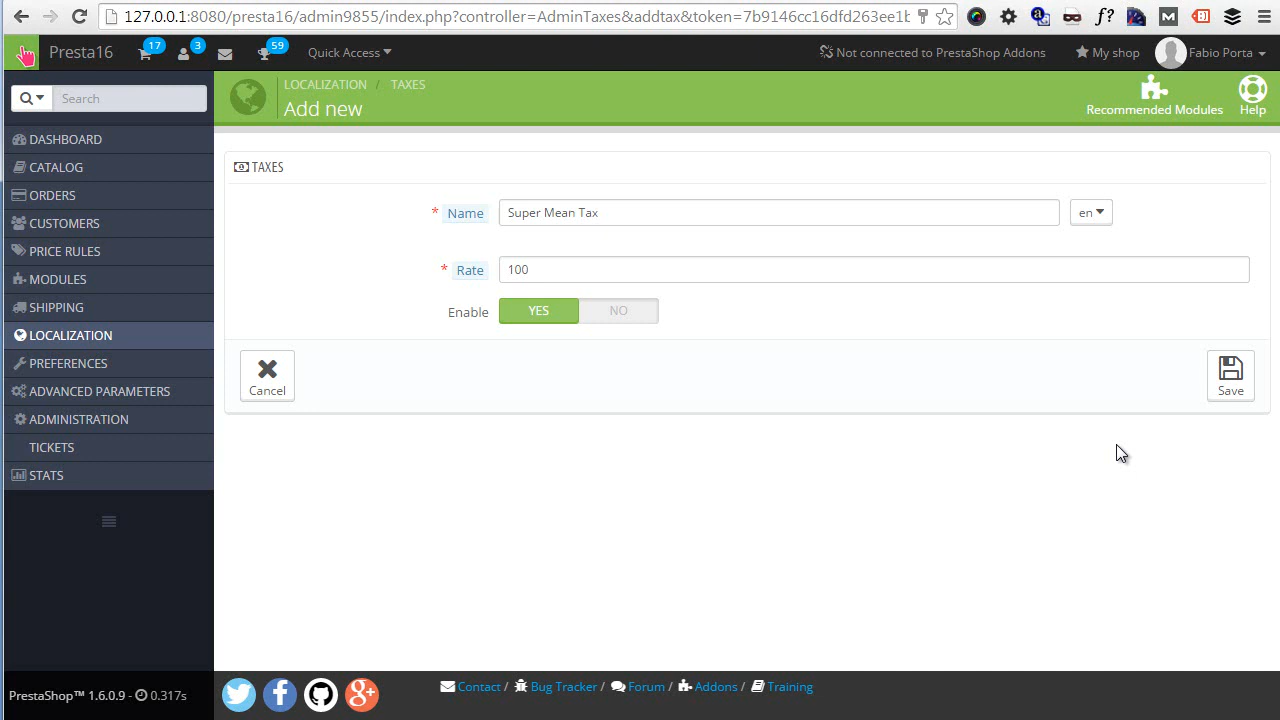 127.0.0.1:8080/presta16/admin9855/index.php?controller=AdminTaxes&addtax&token=7b9146cc16dfd263ee1b
f?
M
Presta16
17
3
59
Quick Access
Not connected to PrestaShop Addons
My shop
Fabio Porta
Search
LOCALIZATION / TAXES
Add new
Recommended Modules
Help
DASHBOARD
CATALOG
ORDERS
CUSTOMERS
PRICE RULES
MODULES
SHIPPING
LOCALIZATION
PREFERENCES
ADVANCED PARAMETERS
ADMINISTRATION
TICKETS
STATS
TAXES
* Name
Super Mean Tax
en
* Rate
100
Enable
YES
NO
Cancel
Save
PrestaShop™ 1.6.0.9 - 0.317s
Contact / Bug Tracker / Forum / Addons / Training